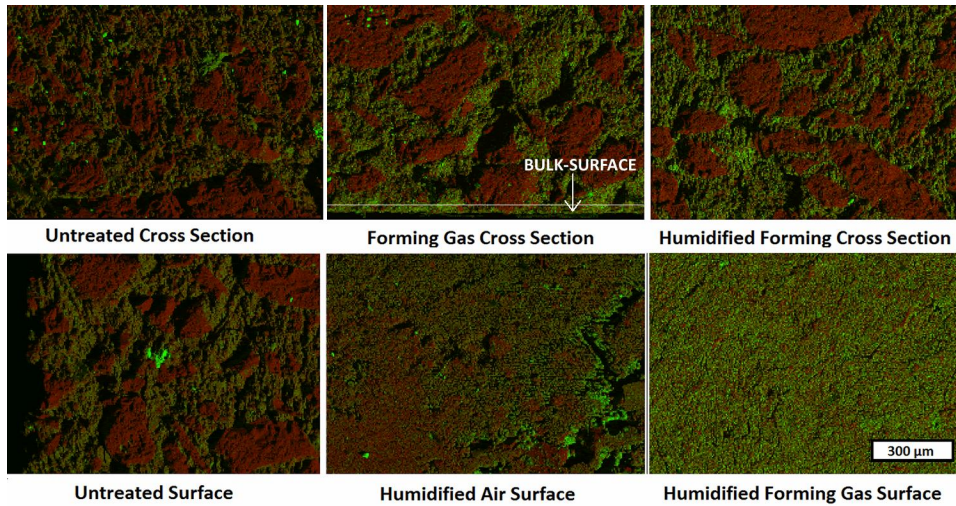 BULK-SURFACE
Untreated Cross Section
Forming Gas Cross Section
Humidified Forming Cross Section
300 µm
Untreated Surface
Humidified Air Surface
Humidified Forming Gas Surface